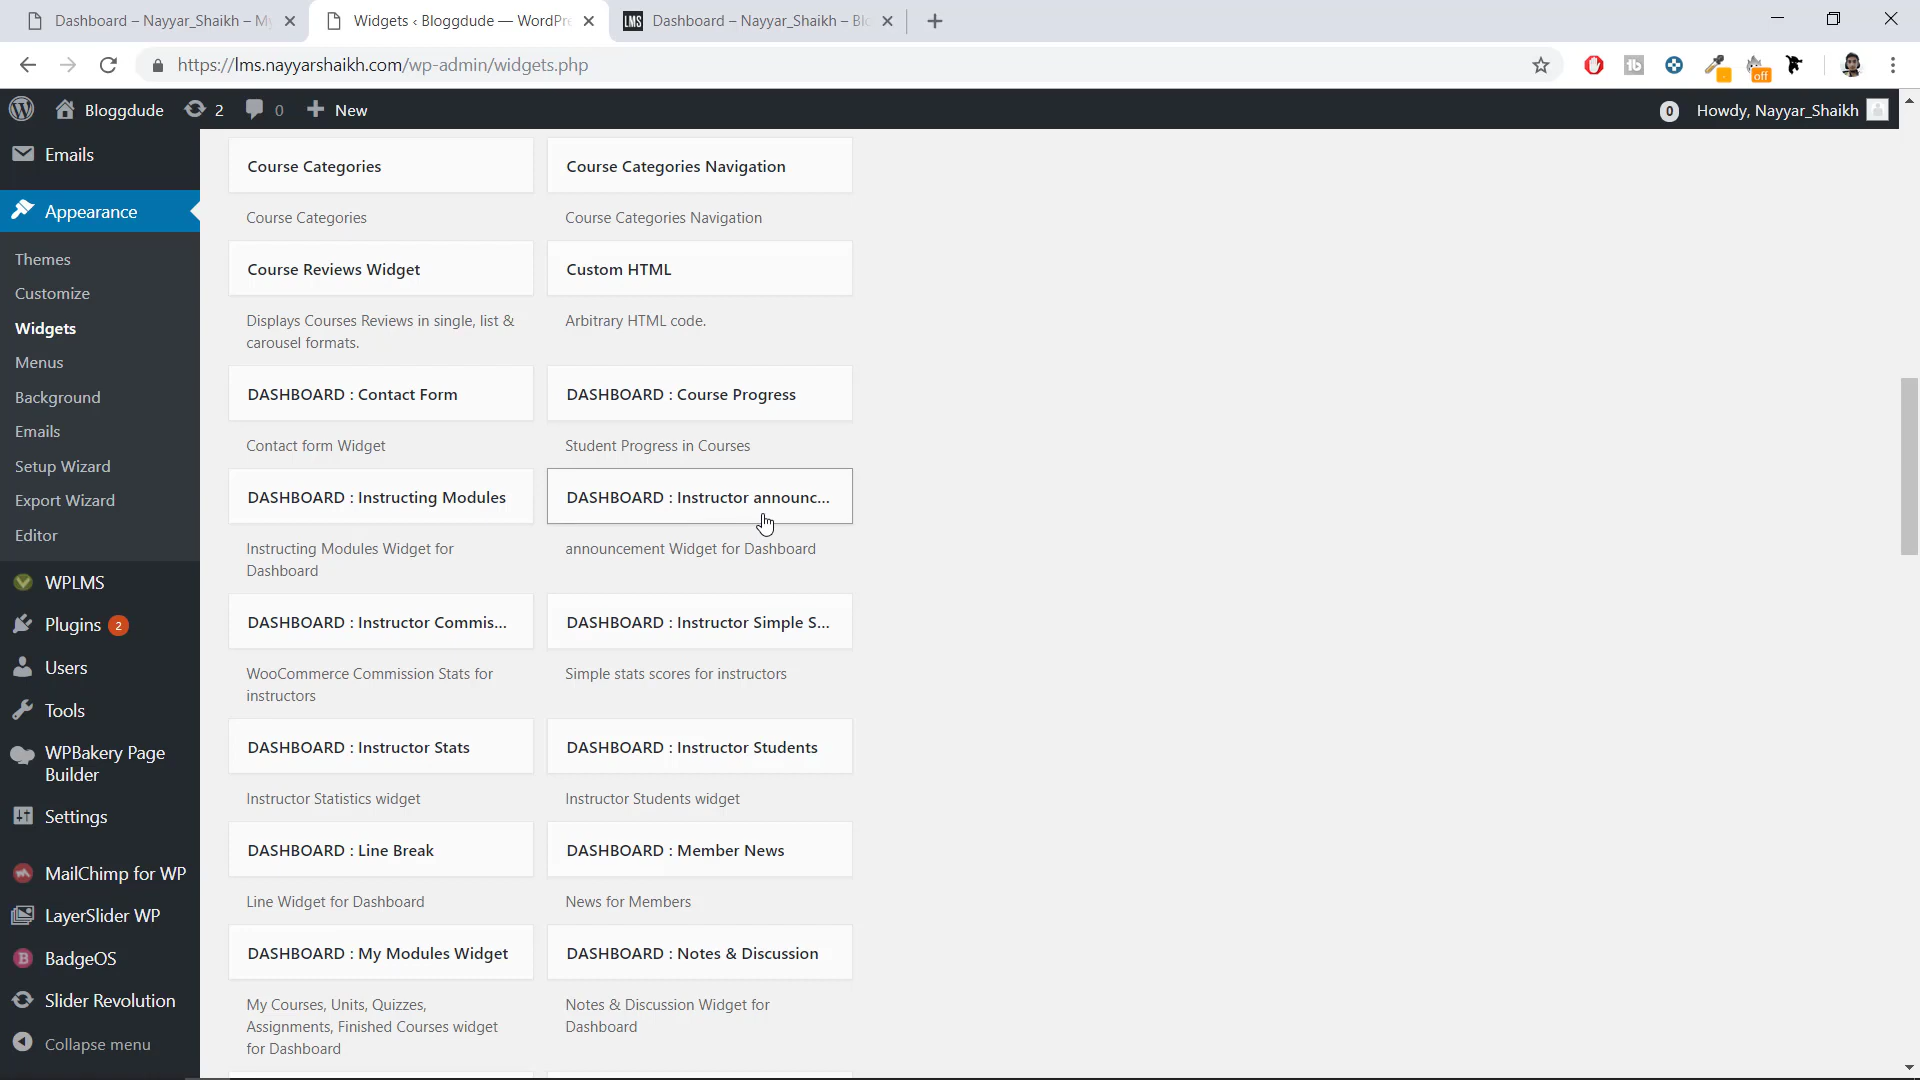 Dashboard – Nayyar_Shaikh – My
Widgets ‹ Bloggdude — WordPre
LMS
Dashboard – Nayyar_Shaikh – Blo
https://lms.nayyarshaikh.com/wp-admin/widgets.php
tb
off
Bloggdude
2
0
New
0
Howdy, Nayyar_Shaikh
Emails
Appearance
Themes
Customize
Widgets
Menus
Background
Emails
Setup Wizard
Export Wizard
Editor
WPLMS
Plugins 2
Users
Tools
WPBakery Page
Builder
Settings
MailChimp for WP
LayerSlider WP
BadgeOS
Slider Revolution
Collapse menu
Course Categories
Course Categories Navigation
Course Categories
Course Categories Navigation
Course Reviews Widget
Custom HTML
Displays Courses Reviews in single, list &
carousel formats.
Arbitrary HTML code.
DASHBOARD : Contact Form
DASHBOARD : Course Progress
Contact form Widget
Student Progress in Courses
DASHBOARD : Instructing Modules
DASHBOARD : Instructor announc...
Instructing Modules Widget for
Dashboard
announcement Widget for Dashboard
DASHBOARD : Instructor Commis...
DASHBOARD : Instructor Simple S...
WooCommerce Commission Stats for
instructors
Simple stats scores for instructors
DASHBOARD : Instructor Stats
DASHBOARD : Instructor Students
Instructor Statistics widget
Instructor Students widget
DASHBOARD : Line Break
DASHBOARD : Member News
Line Widget for Dashboard
News for Members
DASHBOARD : My Modules Widget
DASHBOARD : Notes & Discussion
My Courses, Units, Quizzes,
Assignments, Finished Courses widget
for Dashboard
Notes & Discussion Widget for
Dashboard